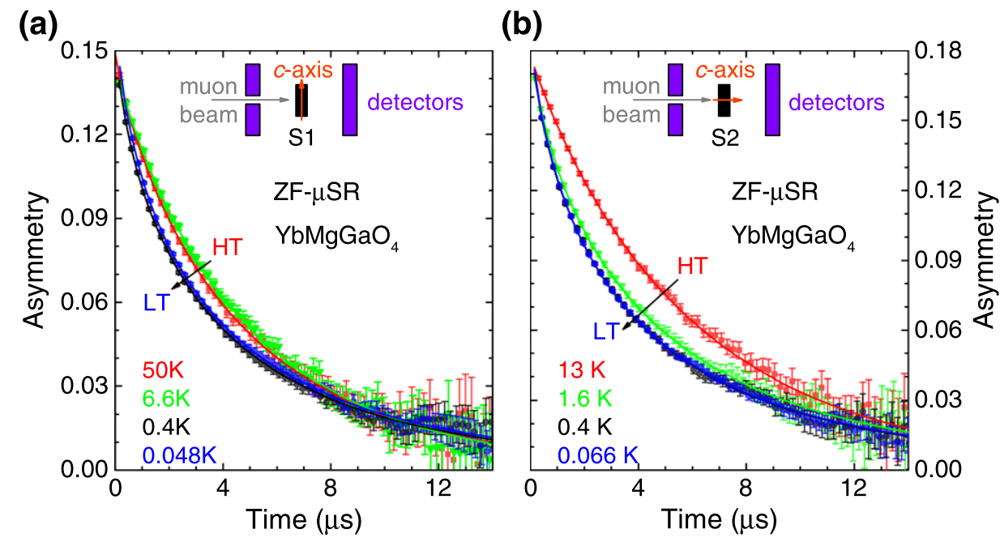 (a)
0.15
0.12
0.09
0.06
0.03
0.00
Asymmetry
muon
beam
c-axis
detectors
S1
ZF-μSR
YbMgGaO₄
HT
LT
50K
6.6K
0.4K
0.048K
0
4
8
12
Time (μs)
(b)
muon
beam
c-axis
detectors
S2
ZF-μSR
YbMgGaO₄
HT
LT
13 K
1.6 K
0.4 K
0.066 K
0.18
0.15
0.12
0.09
0.06
0.03
0.00
Asymmetry
0
4
8
12
Time (μs)